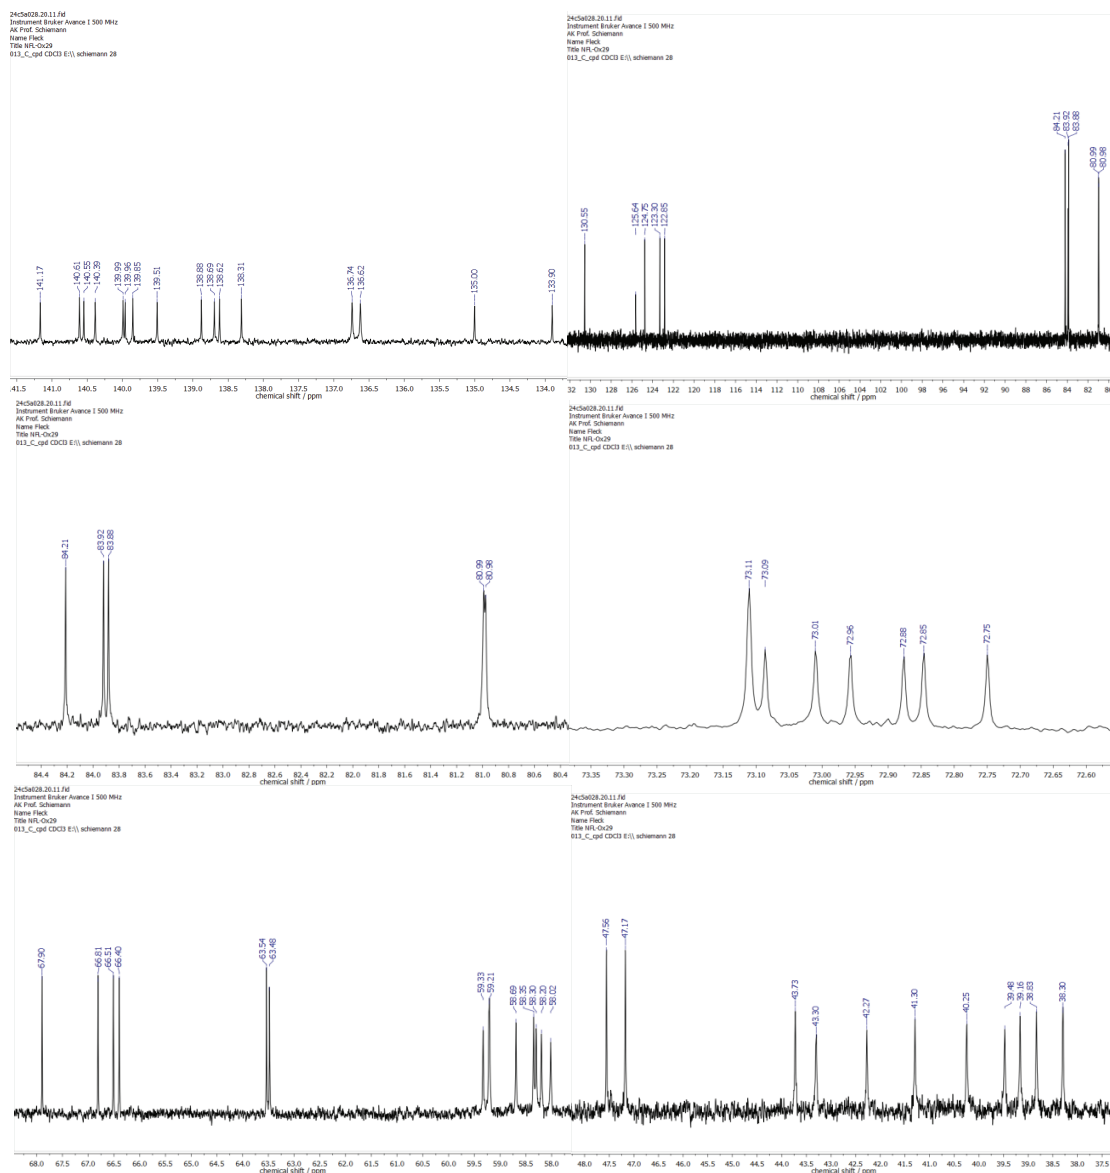 24c5a028.20.11.fid
Instrument Bruker Avance I 500 MHz
AK Prof. Schiemann
Name Fleck
Title NFL-Ox29
013_C_cpd CDCl3 E:\\ schiemann 28
141.17
140.61
140.55
140.39
139.99
139.96
139.85
139.51
138.88
138.69
138.62
138.31
136.74
136.62
135.00
133.90
41.5 141.0 140.5 140.0 139.5 139.0 138.5 138.0 137.5 137.0 136.5 136.0 135.5 135.0 134.5 134.0
chemical shift / ppm
24c5a028.20.11.fid
Instrument Bruker Avance I 500 MHz
AK Prof. Schiemann
Name Fleck
Title NFL-Ox29
013_C_cpd CDCl3 E:\\ schiemann 28
130.55
125.64
124.75
123.30
122.85
84.21
83.92
83.88
80.99
80.98
32 130 128 126 124 122 120 118 116 114 112 110 108 106 104 102 100 98 96 94 92 90 88 86 84 82 80
chemical shift / ppm
24c5a028.20.11.fid
Instrument Bruker Avance I 500 MHz
AK Prof. Schiemann
Name Fleck
Title NFL-Ox29
013_C_cpd CDCl3 E:\\ schiemann 28
84.21
83.92
83.88
80.99
80.98
84.4 84.2 84.0 83.8 83.6 83.4 83.2 83.0 82.8 82.6 82.4 82.2 82.0 81.8 81.6 81.4 81.2 81.0 80.8 80.6 80.4
chemical shift / ppm
24c5a028.20.11.fid
Instrument Bruker Avance I 500 MHz
AK Prof. Schiemann
Name Fleck
Title NFL-Ox29
013_C_cpd CDCl3 E:\\ schiemann 28
73.11
73.09
73.01
72.96
72.88
72.85
72.75
73.35 73.30 73.25 73.20 73.15 73.10 73.05 73.00 72.95 72.90 72.85 72.80 72.75 72.70 72.65 72.60
chemical shift / ppm
24c5a028.20.11.fid
Instrument Bruker Avance I 500 MHz
AK Prof. Schiemann
Name Fleck
Title NFL-Ox29
013_C_cpd CDCl3 E:\\ schiemann 28
67.90
66.81
66.51
66.40
63.54
63.48
59.33
59.21
58.69
58.35
58.30
58.20
58.02
68.0 67.5 67.0 66.5 66.0 65.5 65.0 64.5 64.0 63.5 63.0 62.5 62.0 61.5 61.0 60.5 60.0 59.5 59.0 58.5 58.0
chemical shift / ppm
24c5a028.20.11.fid
Instrument Bruker Avance I 500 MHz
AK Prof. Schiemann
Name Fleck
Title NFL-Ox29
013_C_cpd CDCl3 E:\\ schiemann 28
47.56
47.17
43.73
43.30
42.27
41.30
40.25
39.48
39.16
38.83
38.30
48.0 47.5 47.0 46.5 46.0 45.5 45.0 44.5 44.0 43.5 43.0 42.5 42.0 41.5 41.0 40.5 40.0 39.5 39.0 38.5 38.0 37.5
chemical shift / ppm